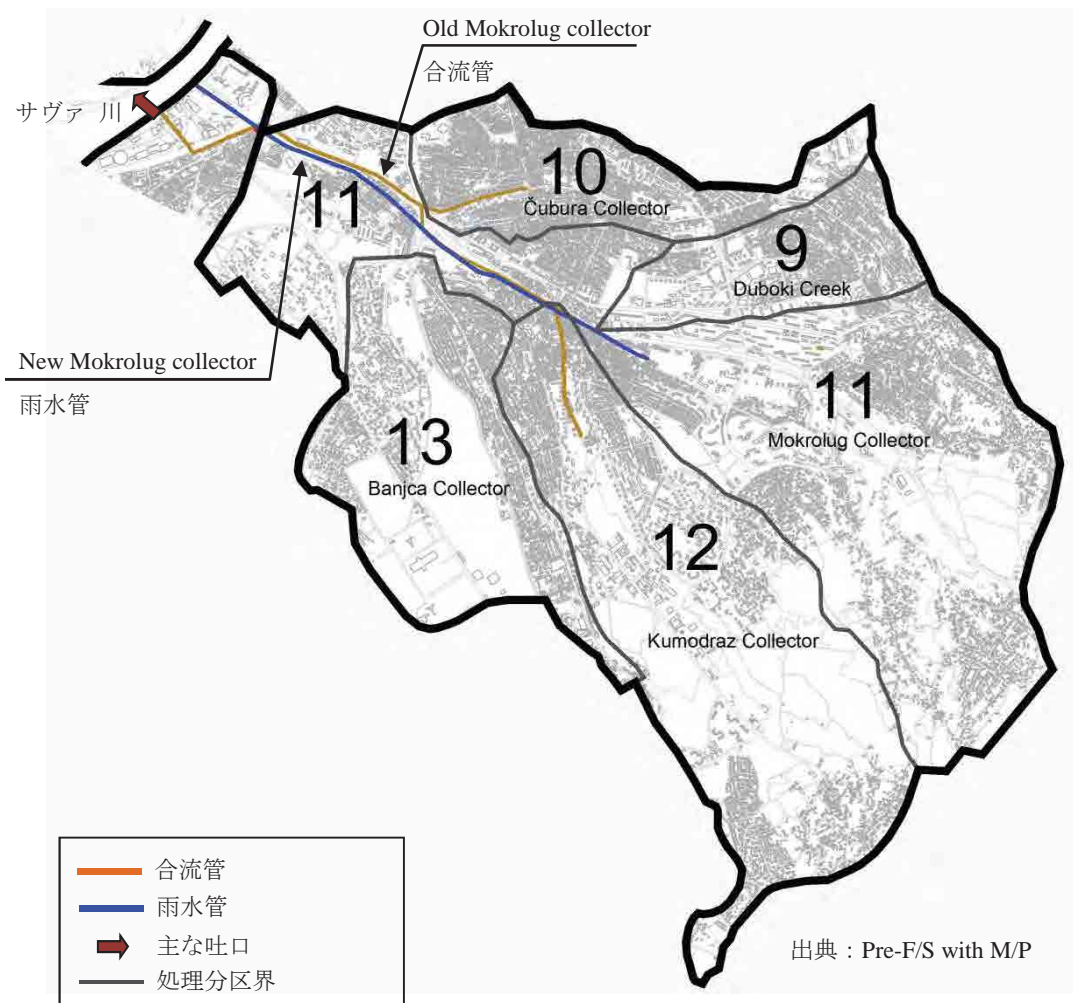 Old Mokrolug collector
合流管
サヴァ 川
10
Čubura Collector
11
9
Duboki Creek
New Mokrolug collector
雨水管
11
Mokrolug Collector
13
Banjca Collector
12
Kumodraz Collector
合流管
雨水管
主な吐口
処理分区界
出典：Pre-F/S with M/P